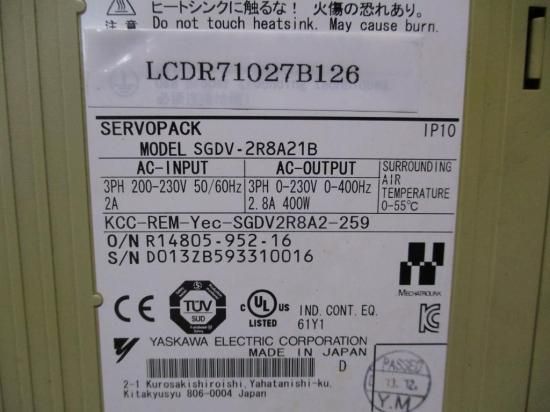 ヒートシンクに触るな! 火傷の恐れあり。
注意 Do not touch heatsink. May cause burn.
LCDR71027B126
SERVOPACK IP10
MODEL SGDV-2R8A21B
AC-INPUT AC-OUTPUT SURROUNDING AIR TEMPERATURE 0-55℃
3PH 200-230V 50/60Hz 3PH 0-230V 0-400Hz
2A 2.8A 400W
KCC-REM-Yec-SGDV2R8A2-259
O/N R14805-952-16
S/N D013ZB593310016
MECHATROLINK
CE TÜV SUD C UL US LISTED IND. CONT. EQ. 61Y1
YASKAWA ELECTRIC CORPORATION
MADE IN JAPAN
D
PASSED
Y.M
2-1 Kurosakishiroishi, Yahatanishi-ku,
Kitakyusyu 806-0004 Japan